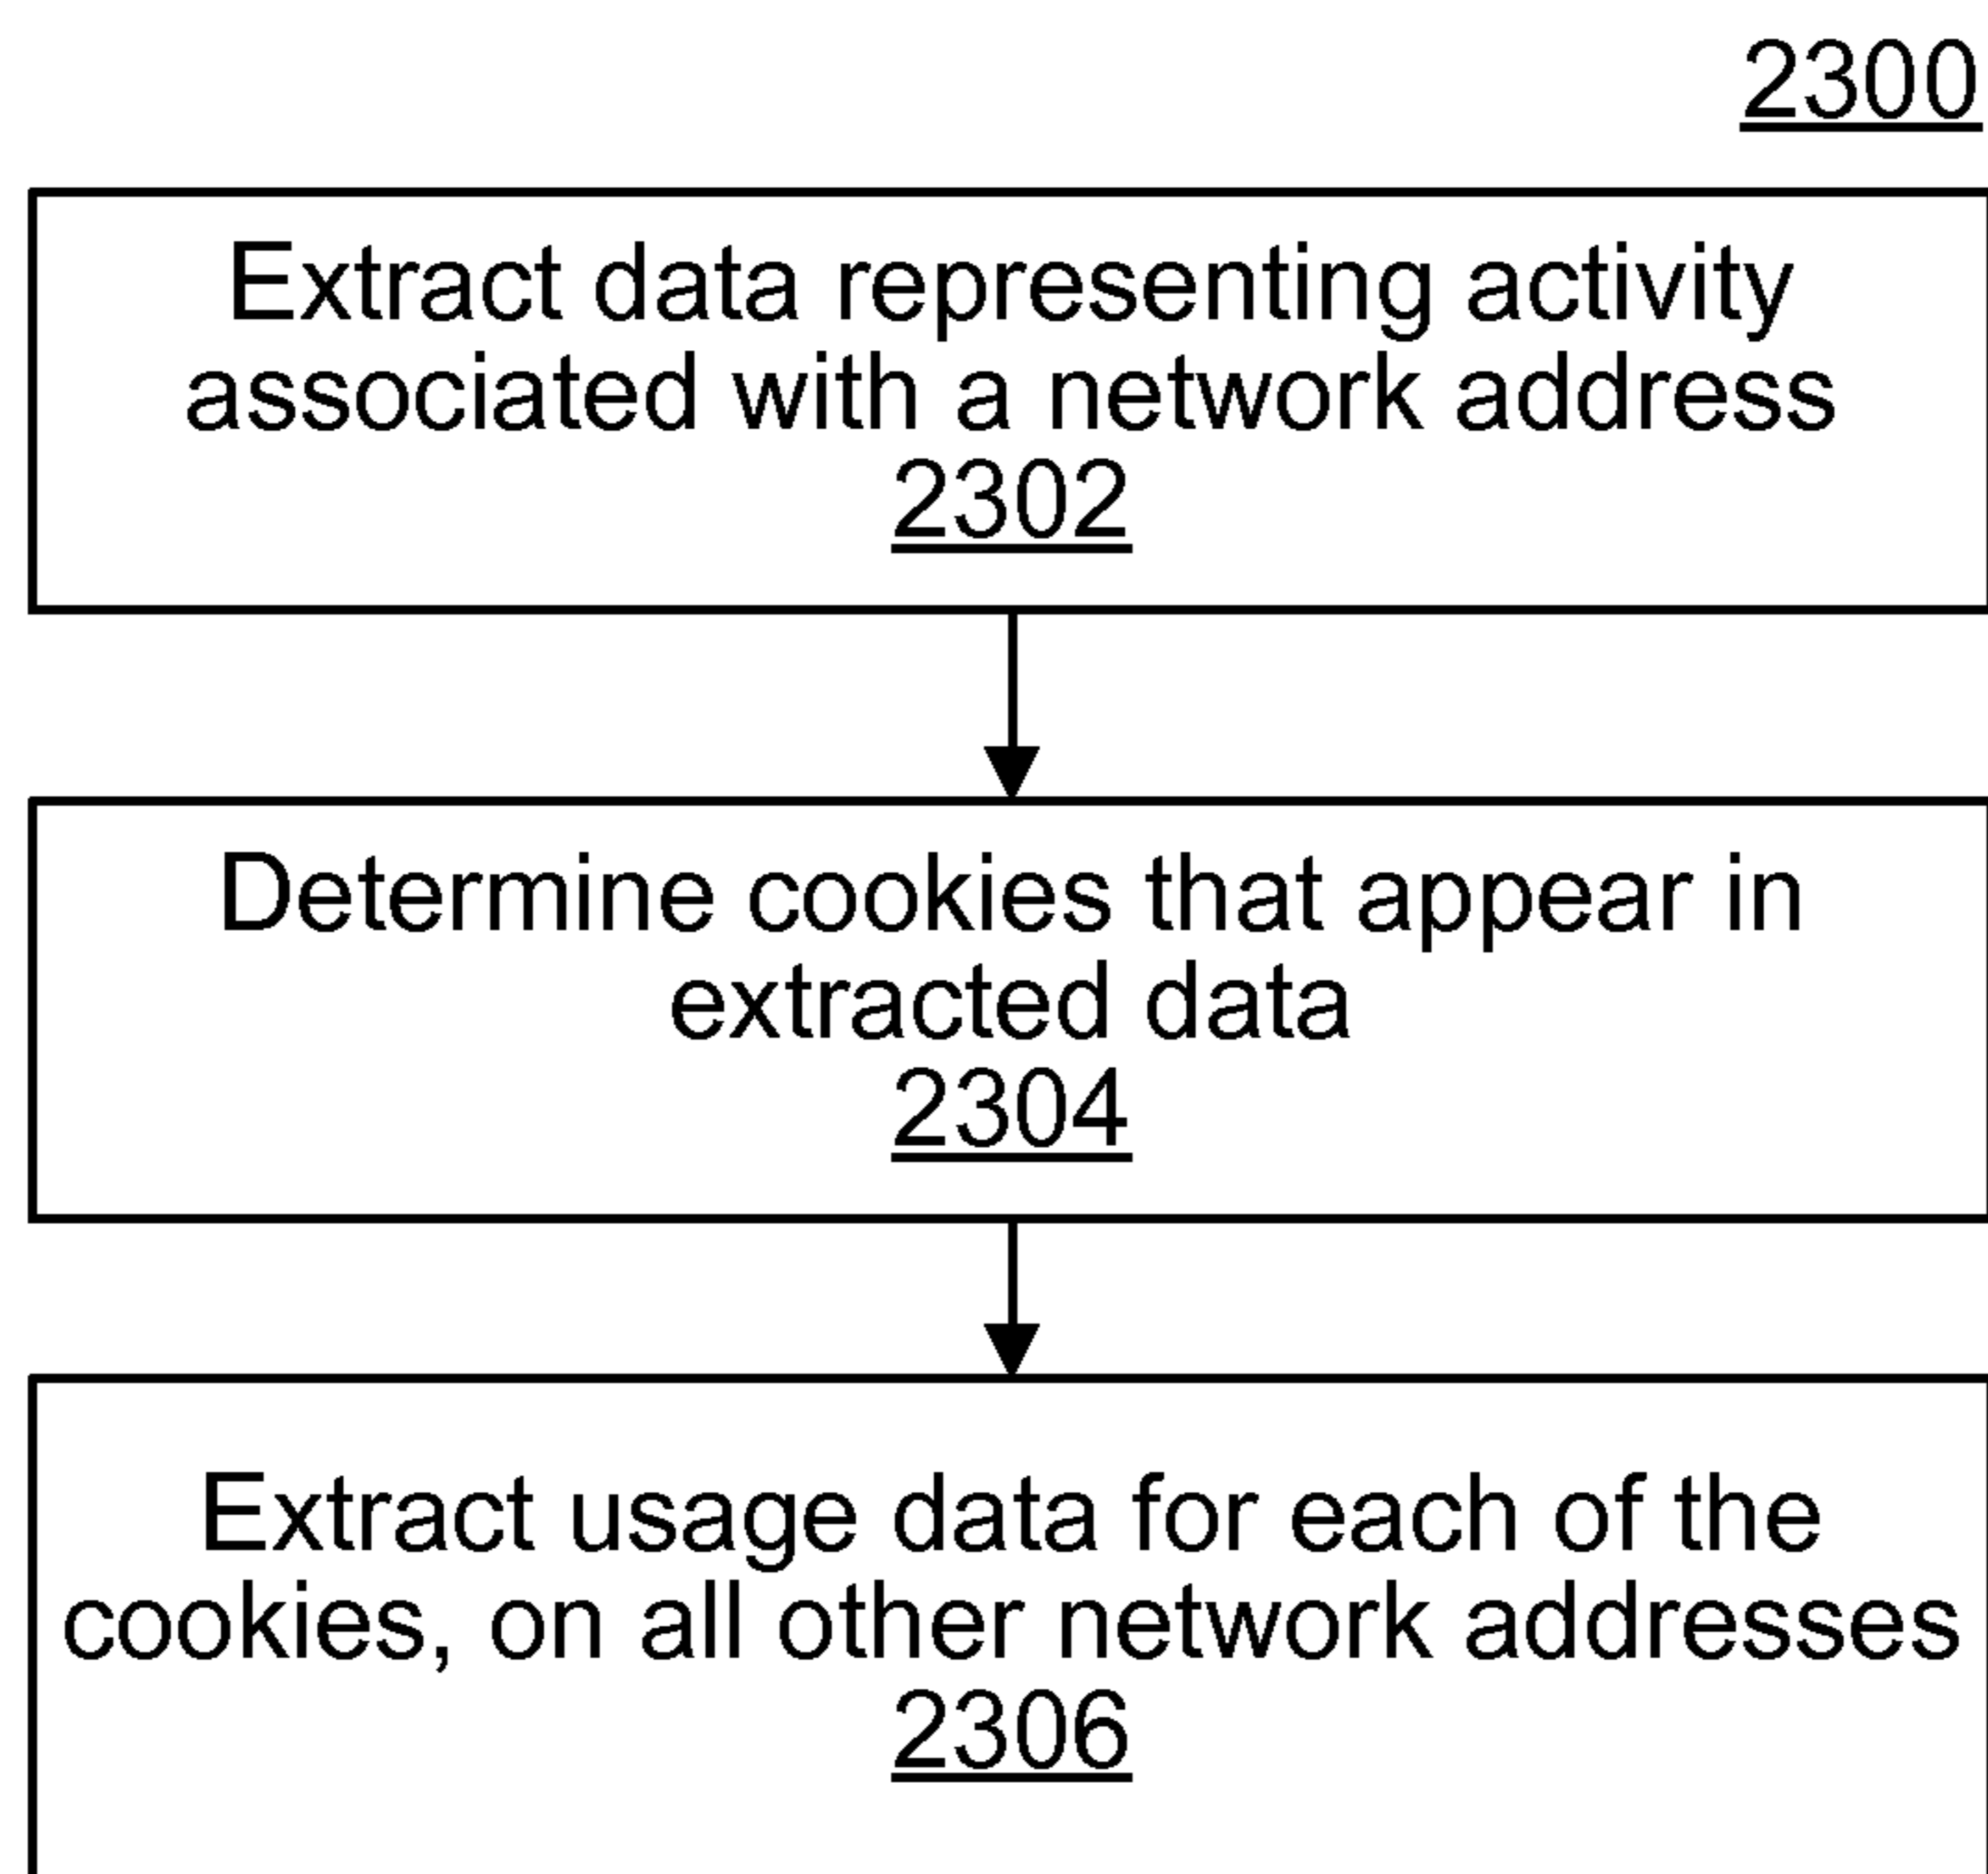 2300
Extract data representing activity
associated with a network address
2302
Determine cookies that appear in
extracted data
2304
Extract usage data for each of the
cookies, on all other network addresses
2306